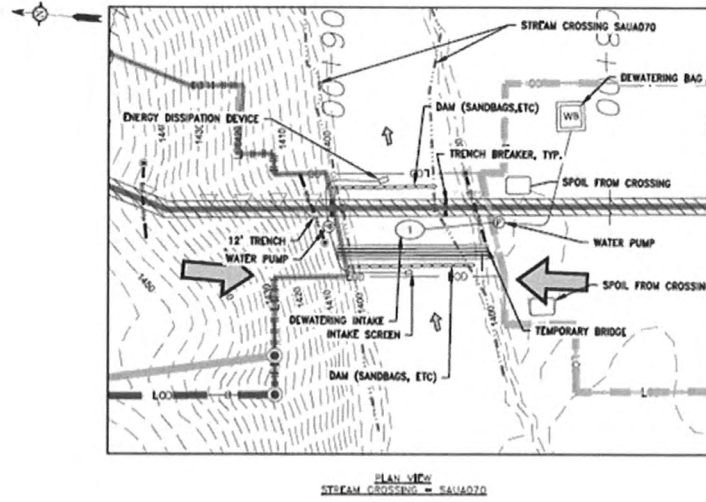 STREAM CROSSING SAUA070
DEWATERING BAG
ENERGY DISSIPATION DEVICE
DAM (SANDBAGS,ETC)
WB
TRENCH BREAKER, TYP.
SPOIL FROM CROSSING
12' TRENCH
WATER PUMP
WATER PUMP
DEWATERING INTAKE
INTAKE SCREEN
SPOIL FROM CROSSIN
TEMPORARY BRIDGE
DAM (SANDBAGS, ETC)
1430
1410
1400
1450
1420
1410
1400
PLAN VIEW
STREAM CROSSING - SAUA070